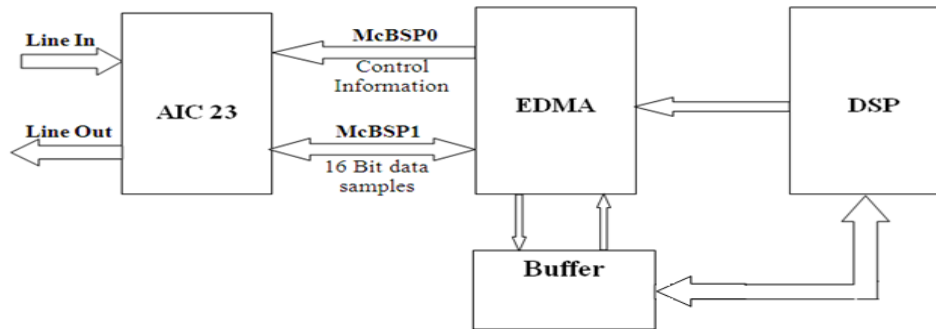 Line In
McBSP0
Control
Information
AIC 23
EDMA
DSP
Line Out
McBSP1
16 Bit data
samples
Buffer